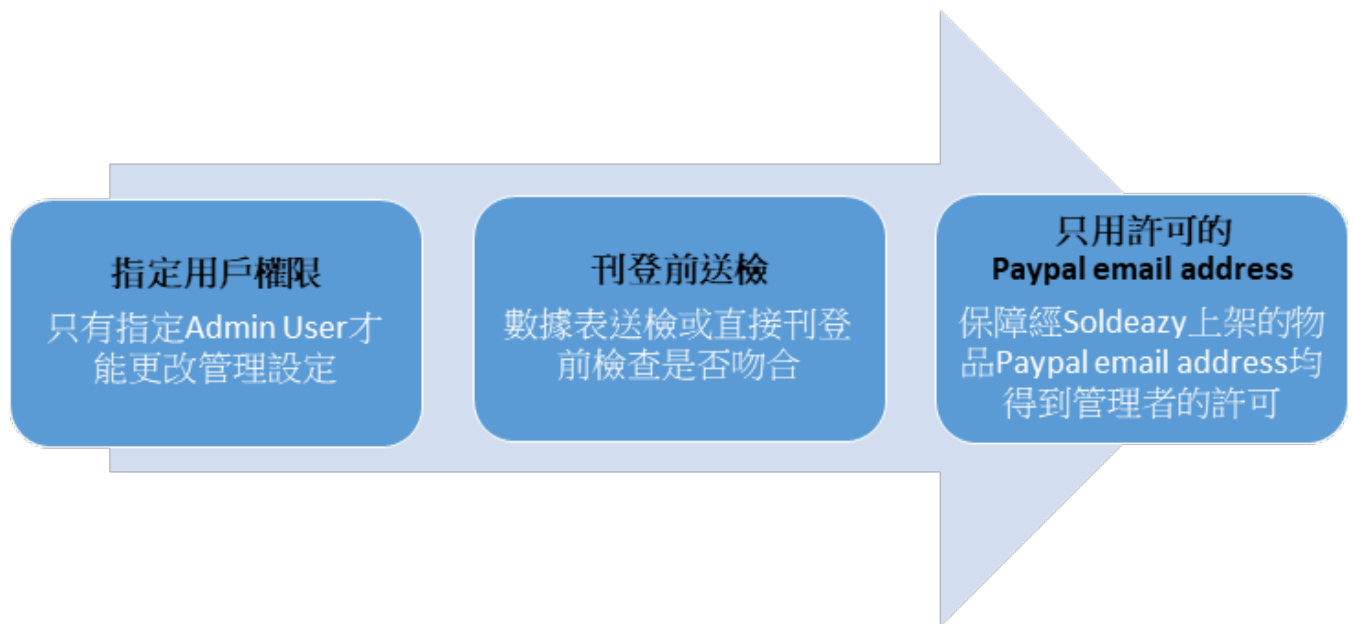 指定用戶權限
只有指定Admin User才
能更改管理設定
刊登前送檢
數據表送檢或直接刊登
前檢查是否吻合
只用許可的
Paypal email address
保障經Soldeazy上架的物
品Paypal email address均
得到管理者的許可